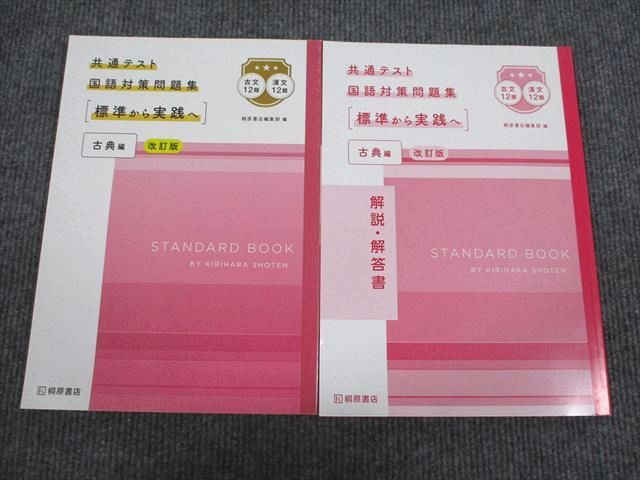 共通テスト
国語対策問題集
標準から実践へ
古文
12題
漢文
12題
桐原書店編集部 編
古典編
改訂版
STANDARD BOOK
BY KIRIHARA SHOTEN
桐原書店
共通テスト
国語対策問題集
標準から実践へ
古文
12題
漢文
12題
桐原書店編集部 編
古典編
改訂版
解説・解答書
STANDARD BOOK
BY KIRIHARA SHOTEN
桐原書店